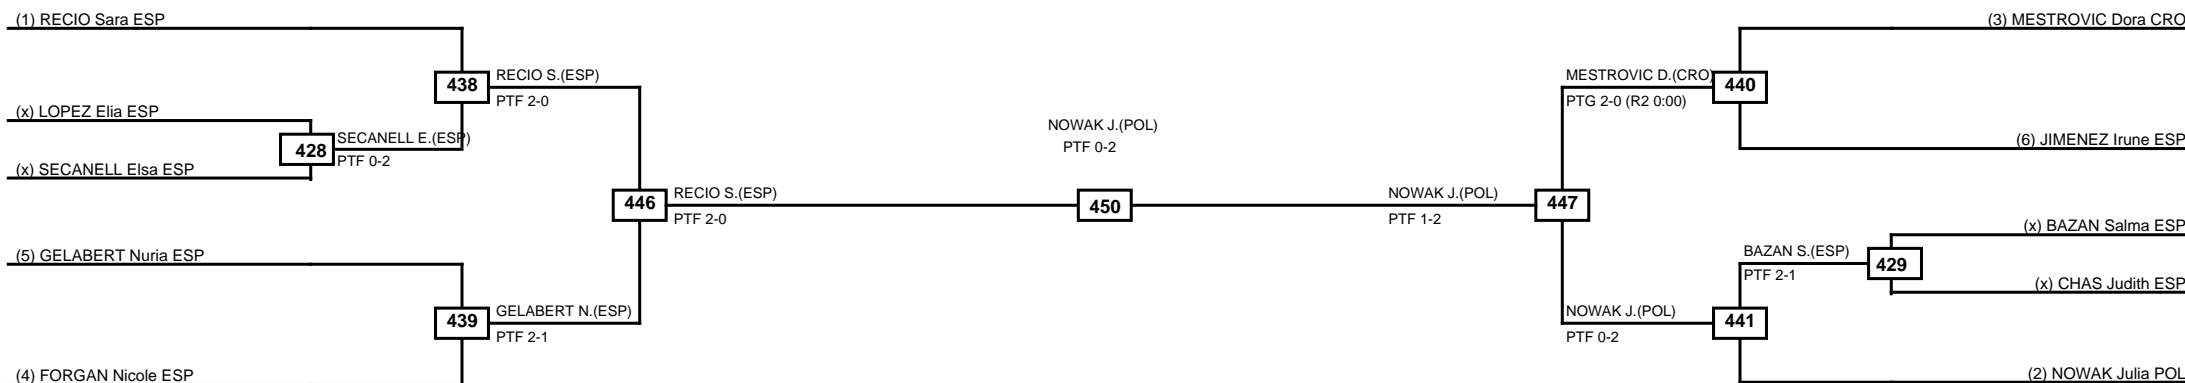 (1) RECIO Sara ESP
(3) MESTROVIC Dora CRO
438
RECIO S.(ESP)
PTF 2-0
MESTROVIC D.(CRO)
PTG 2-0 (R2 0:00)
440
(x) LOPEZ Elia ESP
428
SECANELL E.(ESP)
PTF 0-2
NOWAK J.(POL)
PTF 0-2
(6) JIMENEZ Irune ESP
(x) SECANELL Elsa ESP
446
RECIO S.(ESP)
PTF 2-0
450
NOWAK J.(POL)
PTF 1-2
447
(x) BAZAN Salma ESP
(5) GELABERT Nuria ESP
BAZAN S.(ESP)
PTF 2-1
429
(x) CHAS Judith ESP
439
GELABERT N.(ESP)
PTF 2-1
NOWAK J.(POL)
PTF 0-2
441
(4) FORGAN Nicole ESP
(2) NOWAK Julia POL